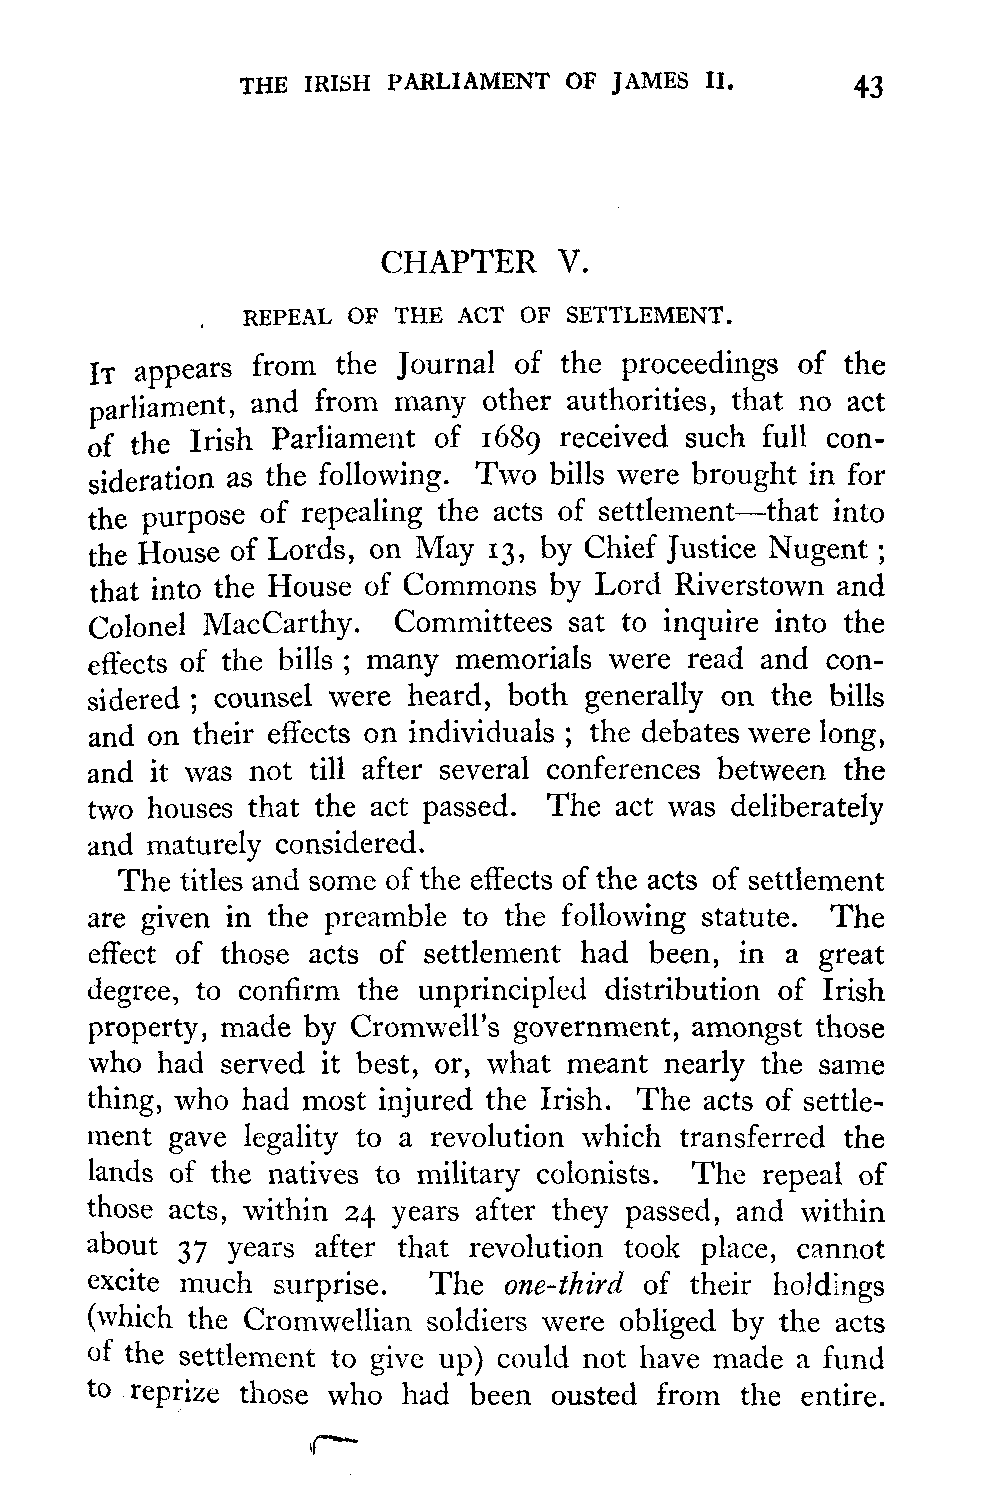 THE IRISH PARLIAMENT OF JAMES II. 43
CHAPTER V.
REPEAL OF THE ACT OF SETTLEMENT.
IT appears from the Journal of the proceedings of the
parliament, and from many other authorities, that no act
of the Irish Parliament of 1689 received such full con-
sideration as the following. Two bills were brought in for
the purpose of repealing the acts of settlement—that into
the House of Lords, on May 13, by Chief Justice Nugent ;
that into the House of Commons by Lord Riverstown and
Colonel MacCarthy. Committees sat to inquire into the
effects of the bills ; many memorials were read and con-
sidered ; counsel were heard, both generally on the bills
and on their effects on individuals ; the debates were long,
and it was not till after several conferences between the
two houses that the act passed. The act was deliberately
and maturely considered.
The titles and some of the effects of the acts of settlement
are given in the preamble to the following statute. The
effect of those acts of settlement had been, in a great
degree, to confirm the unprincipled distribution of Irish
property, made by Cromwell's government, amongst those
who had served it best, or, what meant nearly the same
thing, who had most injured the Irish. The acts of settle-
ment gave legality to a revolution which transferred the
lands of the natives to military colonists. The repeal of
those acts, within 24 years after they passed, and within
about 37 years after that revolution took place, cannot
excite much surprise. The one-third of their holdings
(which the Cromwellian soldiers were obliged by the acts
of the settlement to give up) could not have made a fund
to reprize those who had been ousted from the entire.